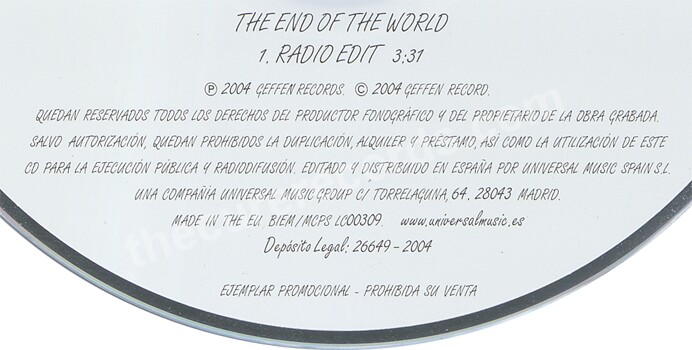 THE END OF THE WORLD
1. RADIO EDIT 3:31
Ⓟ 2004 GEFFEN RECORDS. © 2004 GEFFEN RECORD.
QUEDAN RESERVADOS TODOS LOS DERECHOS DEL PRODUCTOR FONOGRÁFICO Y DEL PROPIETARIO DE LA OBRA GRABADA.
SALVO AUTORIZACIÓN, QUEDAN PROHIBIDOS LA DUPLICACIÓN, ALQUILER Y PRÉSTAMO, ASÍ COMO LA UTILIZACIÓN DE ESTE
CD PARA LA EJECUCIÓN PÚBLICA Y RADIODIFUSIÓN. EDITADO Y DISTRIBUIDO EN ESPAÑA POR UNIVERSAL MUSIC SPAIN S.L.
UNA COMPAÑÍA UNIVERSAL MUSIC GROUP C/ TORRELAGUNA, 64. 28043 MADRID.
MADE IN THE EU. BIEM/MCPS LC00309. www.universalmusic.es
Depósito Legal: 26649-2004
EJEMPLAR PROMOCIONAL - PROHIBIDA SU VENTA